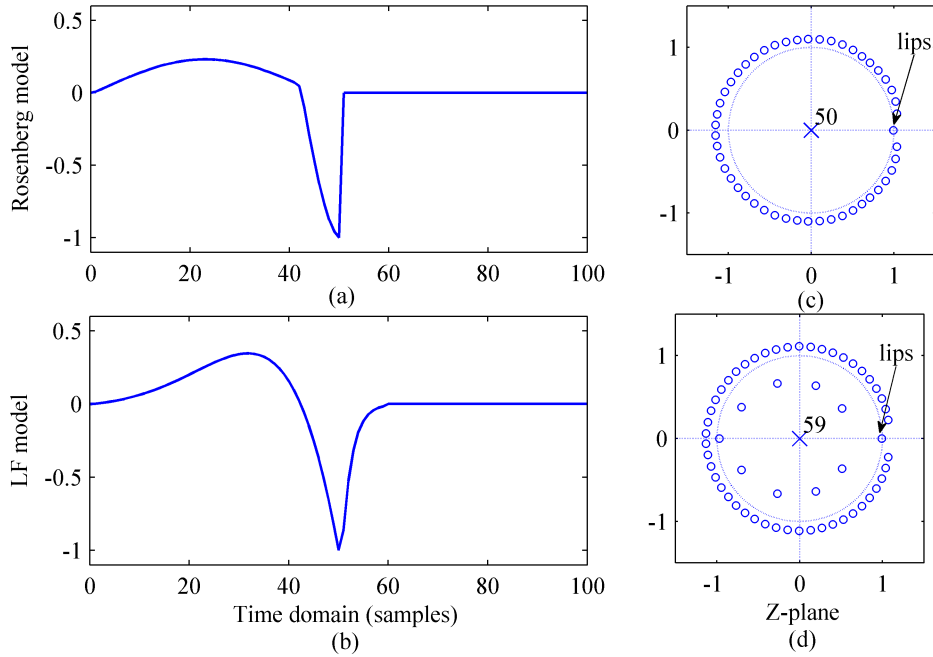 Rosenberg model
0.5
0
-0.5
-1
0 20 40 60 80 100
(a)
LF model
0.5
0
-0.5
-1
0 20 40 60 80 100
Time domain (samples)
(b)
1
0
-1
50
lips
-1 0 1
(c)
1
0
-1
59
lips
-1 0 1
Z-plane
(d)